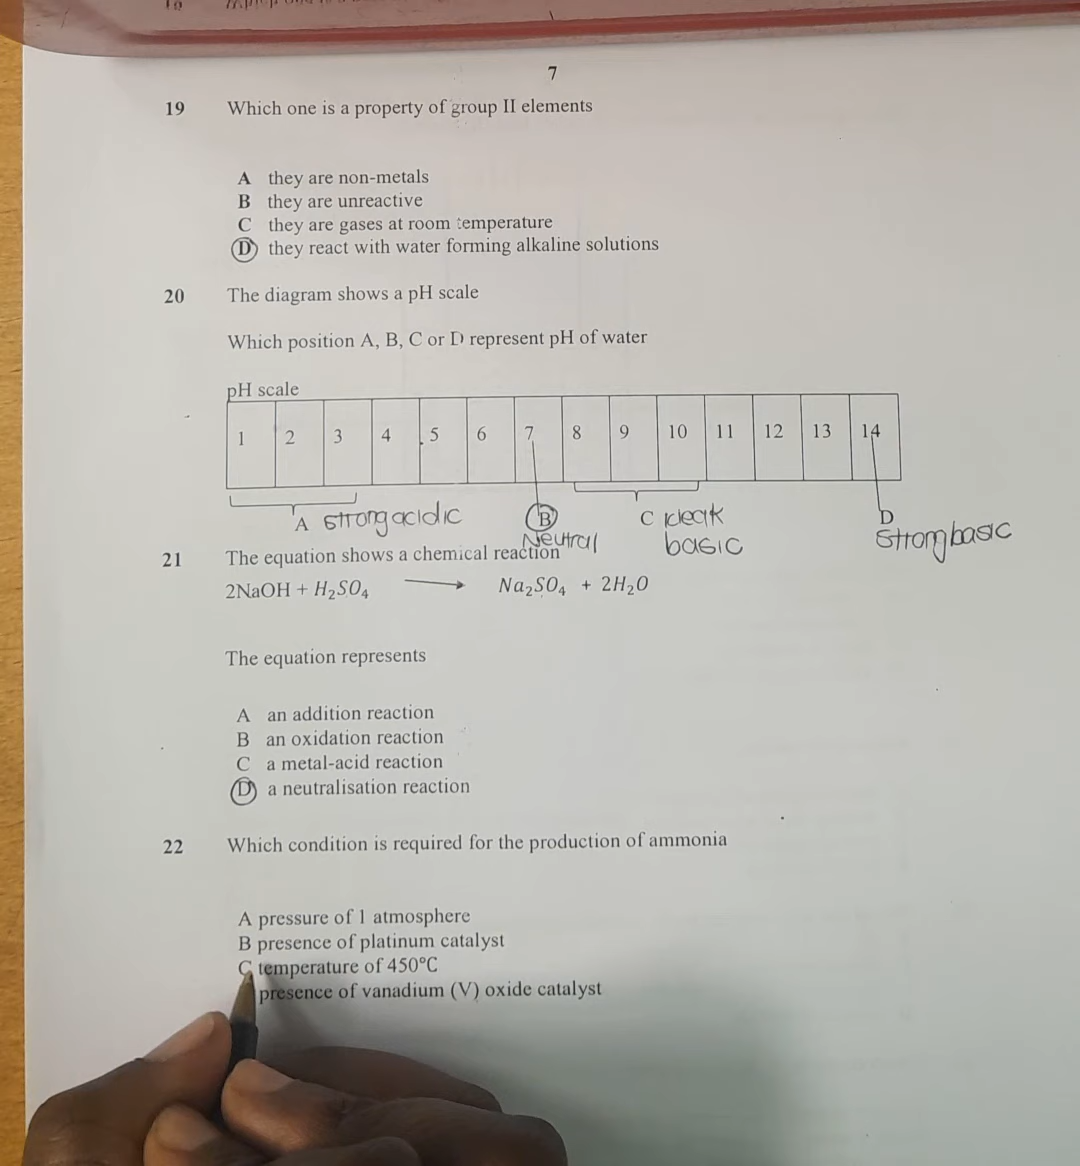 7
19 Which one is a property of group II elements
A they are non-metals
B they are unreactive
C they are gases at room temperature
D they react with water forming alkaline solutions
20 The diagram shows a pH scale
Which position A, B, C or D represent pH of water
pH scale
1 2 3 4 5 6 7 8 9 10 11 12 13 14
A strong acidic B C weak D
Neutral basic strong basic
21 The equation shows a chemical reaction
2NaOH + H₂SO₄ → Na₂SO₄ + 2H₂O
The equation represents
A an addition reaction
B an oxidation reaction
C a metal-acid reaction
D a neutralisation reaction
22 Which condition is required for the production of ammonia
A pressure of 1 atmosphere
B presence of platinum catalyst
C temperature of 450°C
presence of vanadium (V) oxide catalyst